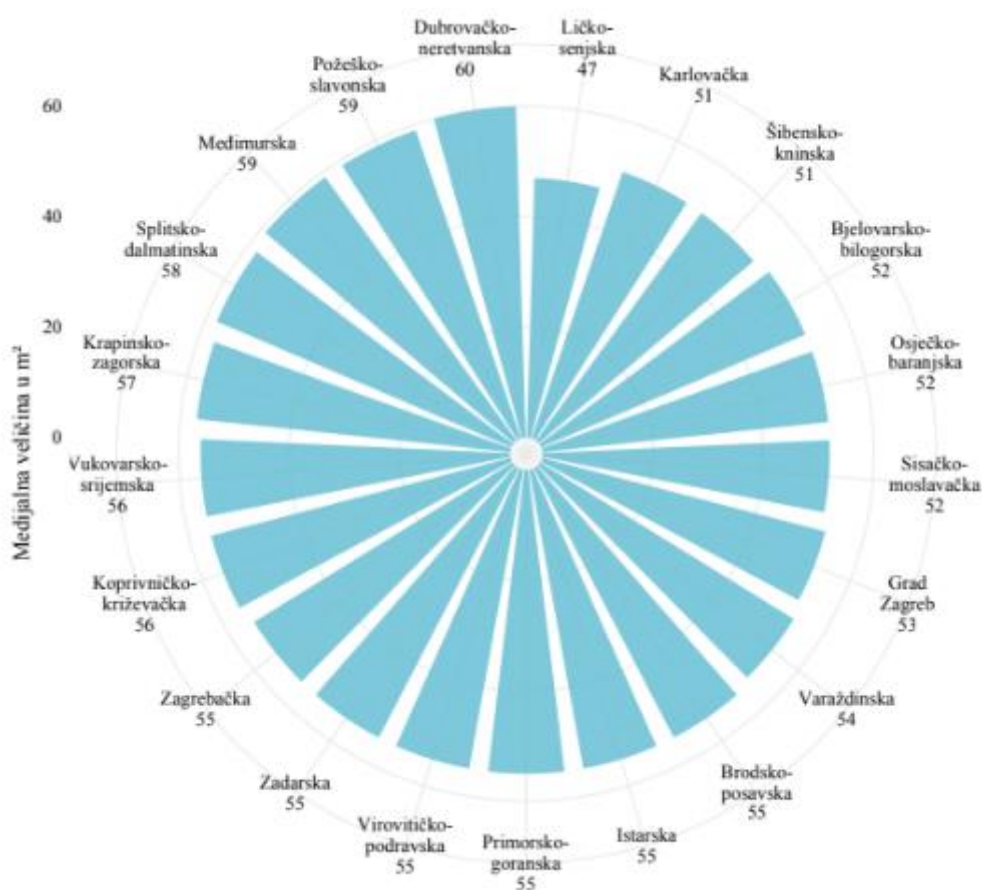 Dubrovačko-
neretvanska
60
Ličko-
senjska
47
Karlovačka
51
Šibensko-
kninska
51
Bjelovarsko-
bilogorska
52
Osječko-
baranjska
52
Sisačko-
moslavačka
52
Grad
Zagreb
53
Varaždinska
54
Brodsko-
posavska
55
Istarska
55
Primorsko-
goranska
55
Virovitičko-
podravska
55
Zadarska
55
Zagrebačka
55
Koprivničko-
križevačka
56
Vukovarsko-
srijemska
56
Krapinsko-
zagorska
57
Splitsko-
dalmatinska
58
Međimurska
59
Požeško-
slavonska
59
60
40
20
0
Medijalna veličina u m²